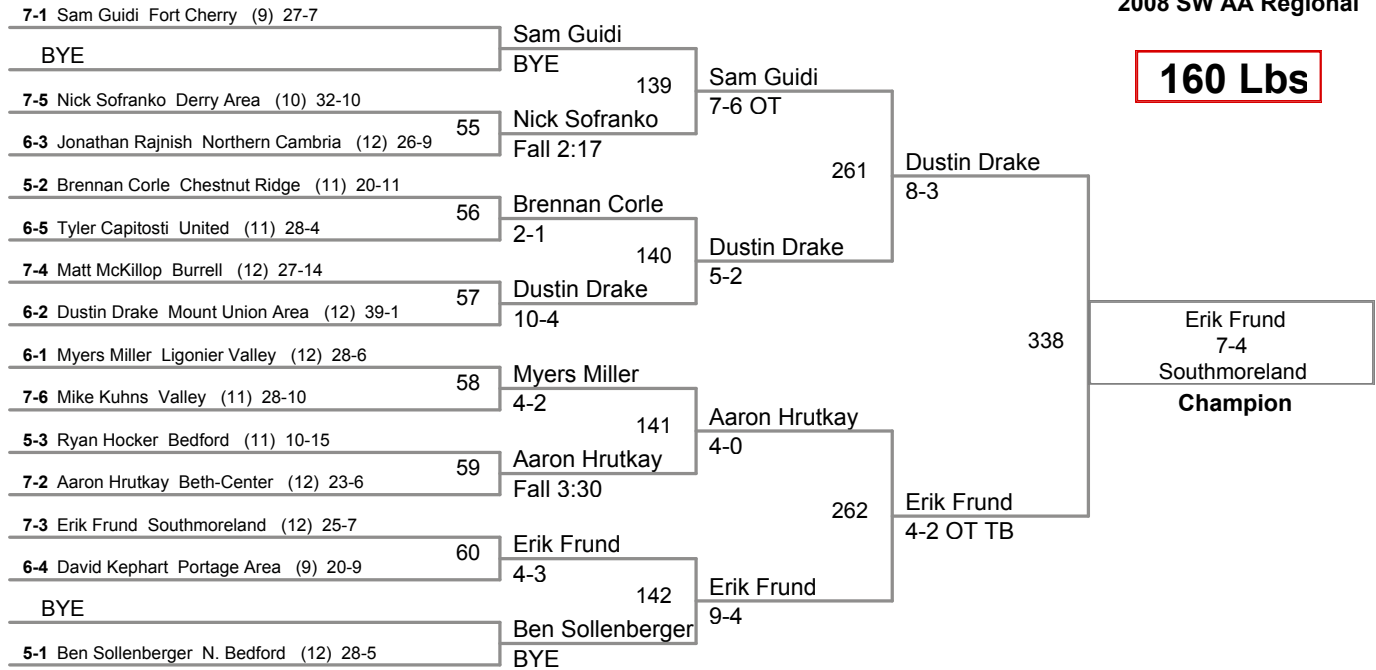 2008 SW AA Regional
160 Lbs
7-1 Sam Guidi Fort Cherry (9) 27-7
BYE
7-5 Nick Sofranko Derry Area (10) 32-10
6-3 Jonathan Rajnish Northern Cambria (12) 26-9
5-2 Brennan Corle Chestnut Ridge (11) 20-11
6-5 Tyler Capitosti United (11) 28-4
7-4 Matt McKillop Burrell (12) 27-14
6-2 Dustin Drake Mount Union Area (12) 39-1
6-1 Myers Miller Ligonier Valley (12) 28-6
7-6 Mike Kuhns Valley (11) 28-10
5-3 Ryan Hocker Bedford (11) 10-15
7-2 Aaron Hrutkay Beth-Center (12) 23-6
7-3 Erik Frund Southmoreland (12) 25-7
6-4 David Kephart Portage Area (9) 20-9
BYE
5-1 Ben Sollenberger N. Bedford (12) 28-5
55
56
57
58
59
60
Sam Guidi
BYE
Nick Sofranko
Fall 2:17
Brennan Corle
2-1
Dustin Drake
10-4
Myers Miller
4-2
Aaron Hrutkay
Fall 3:30
Erik Frund
4-3
Ben Sollenberger
BYE
139
140
141
142
Sam Guidi
7-6 OT
Dustin Drake
5-2
Aaron Hrutkay
4-0
Erik Frund
9-4
261
262
Dustin Drake
8-3
Erik Frund
4-2 OT TB
338
Erik Frund
7-4
Southmoreland
Champion